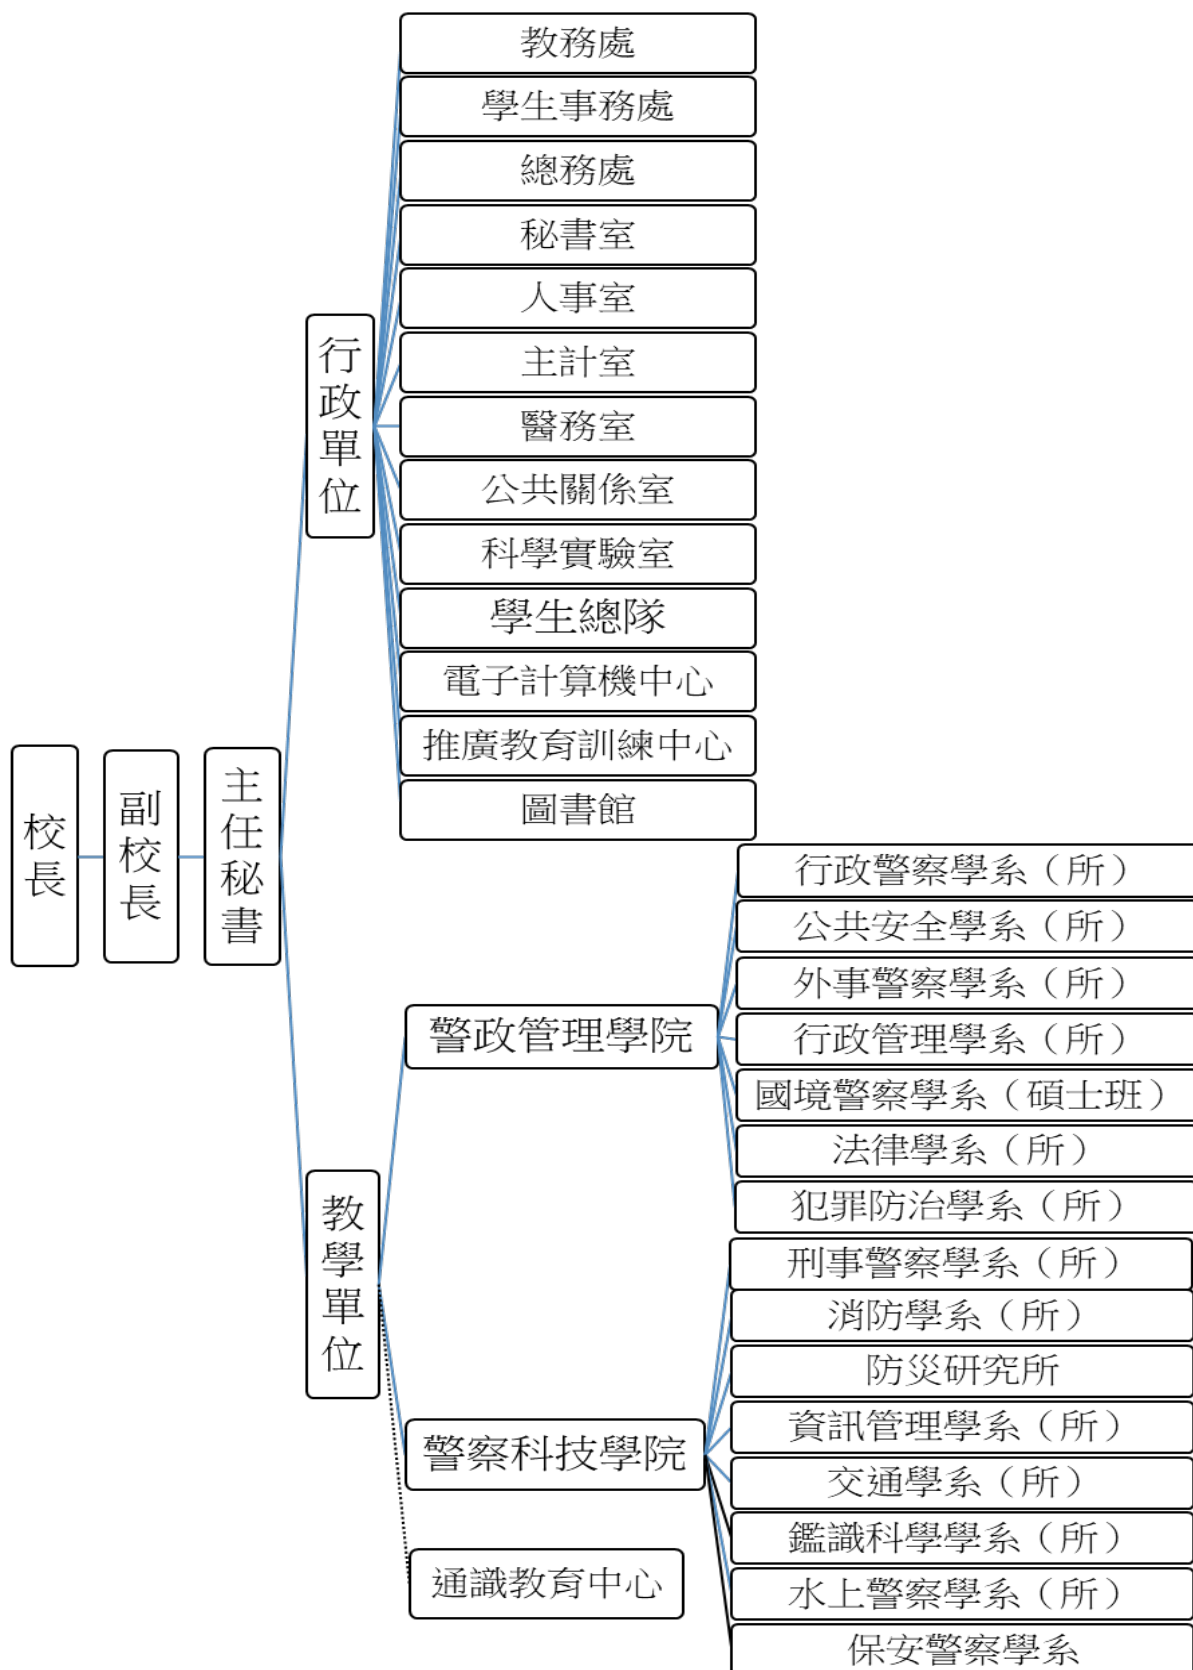 校長
副校長
主任秘書
行政單位
教務處
學生事務處
總務處
秘書室
人事室
主計室
醫務室
公共關係室
科學實驗室
學生總隊
電子計算機中心
推廣教育訓練中心
圖書館
教學單位
警政管理學院
行政警察學系（所）
公共安全學系（所）
外事警察學系（所）
行政管理學系（所）
國境警察學系（碩士班）
法律學系（所）
犯罪防治學系（所）
警察科技學院
刑事警察學系（所）
消防學系（所）
防災研究所
資訊管理學系（所）
交通學系（所）
鑑識科學學系（所）
水上警察學系（所）
保安警察學系
通識教育中心